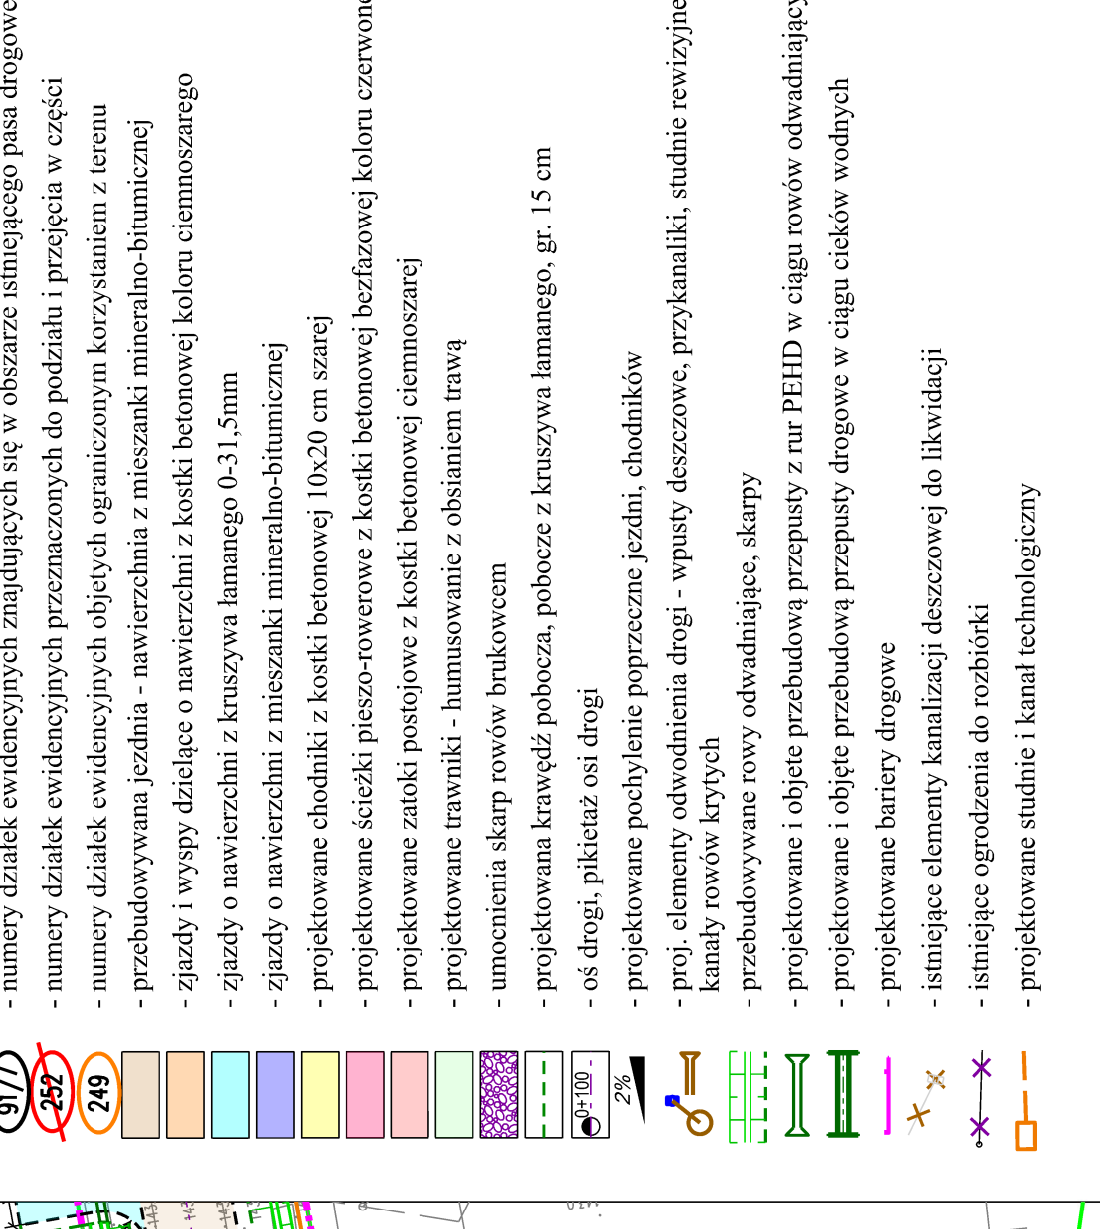 91/7 - numery działek ewidencyjnych znajdujących się w obszarze istniejącego pasa drogowe
252 - numery działek ewidencyjnych przeznaczonych do podziału i przejęcia w części
249 - numery działek ewidencyjnych objetych ograniczonym korzystaniem z terenu
- przebudowywana jezdnia - nawierzchnia z mieszanki mineralno-bitumicznej
- zjazdy i wyspy dzielące o nawierzchni z kostki betonowej koloru ciemnoszarego
- zjazdy o nawierzchni z kruszywa łamanego 0-31,5mm
- zjazdy o nawierzchni z mieszanki mineralno-bitumicznej
- projektowane chodniki z kostki betonowej 10x20 cm szarej
- projektowane ścieżki pieszo-rowerowe z kostki betonowej bezfazowej koloru czerwone
- projektowane zatoki postojowe z kostki betonowej ciemnoszarej
- projektowane trawniki - humusowanie z obsianiem trawą
- umocnienia skarp rowów brukowcem
- projektowana krawędź pobocza, pobocze z kruszywa łamanego, gr. 15 cm
0+100 - oś drogi, pikietaż osi drogi
2% - projektowane pochylenie poprzeczne jezdni, chodników
- proj. elementy odwodnienia drogi - wpusty deszczowe, przykanaliki, studnie rewizyjne
kanały rowów krytych
- przebudowywane rowy odwadniające, skarpy
- projektowane i objete przebudową przepusty z rur PEHD w ciągu rowów odwadniający
- projektowane i objęte przebudową przepusty drogowe w ciągu cieków wodnych
- projektowane bariery drogowe
- istniejące elementy kanalizacji deszczowej do likwidacji
- istniejące ogrodzenia do rozbiórki
- projektowane studnie i kanał technologiczny